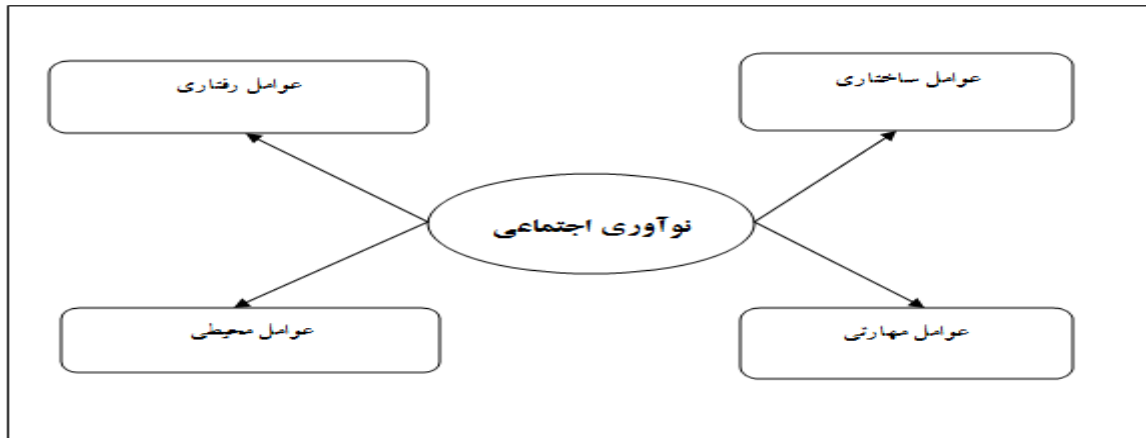 عوامل ساختاری
عوامل رفتاری
نوآوری اجتماعی
عوامل مهارتی
عوامل محیطی